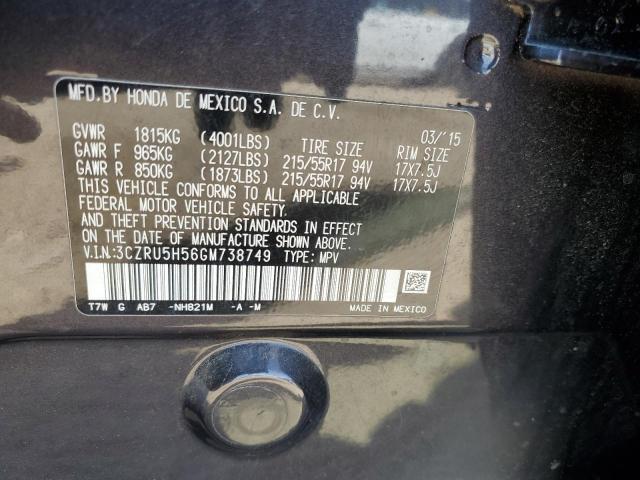 MFD. BY HONDA DE MEXICO S.A. DE C.V.
03/'15
GVWR 1815KG (4001LBS) TIRE SIZE RIM SIZE
GAWR F 965KG (2127LBS) 215/55R17 94V 17X7.5J
GAWR R 850KG (1873LBS) 215/55R17 94V 17X7.5J
THIS VEHICLE CONFORMS TO ALL APPLICABLE
FEDERAL MOTOR VEHICLE SAFETY,
AND THEFT PREVENTION STANDARDS IN EFFECT
ON THE DATE OF MANUFACTURE SHOWN ABOVE.
V.I.N.:3CZRU5H56GM738749 TYPE: MPV
T7W G AB7 -NH821M -A -M MADE IN MEXICO